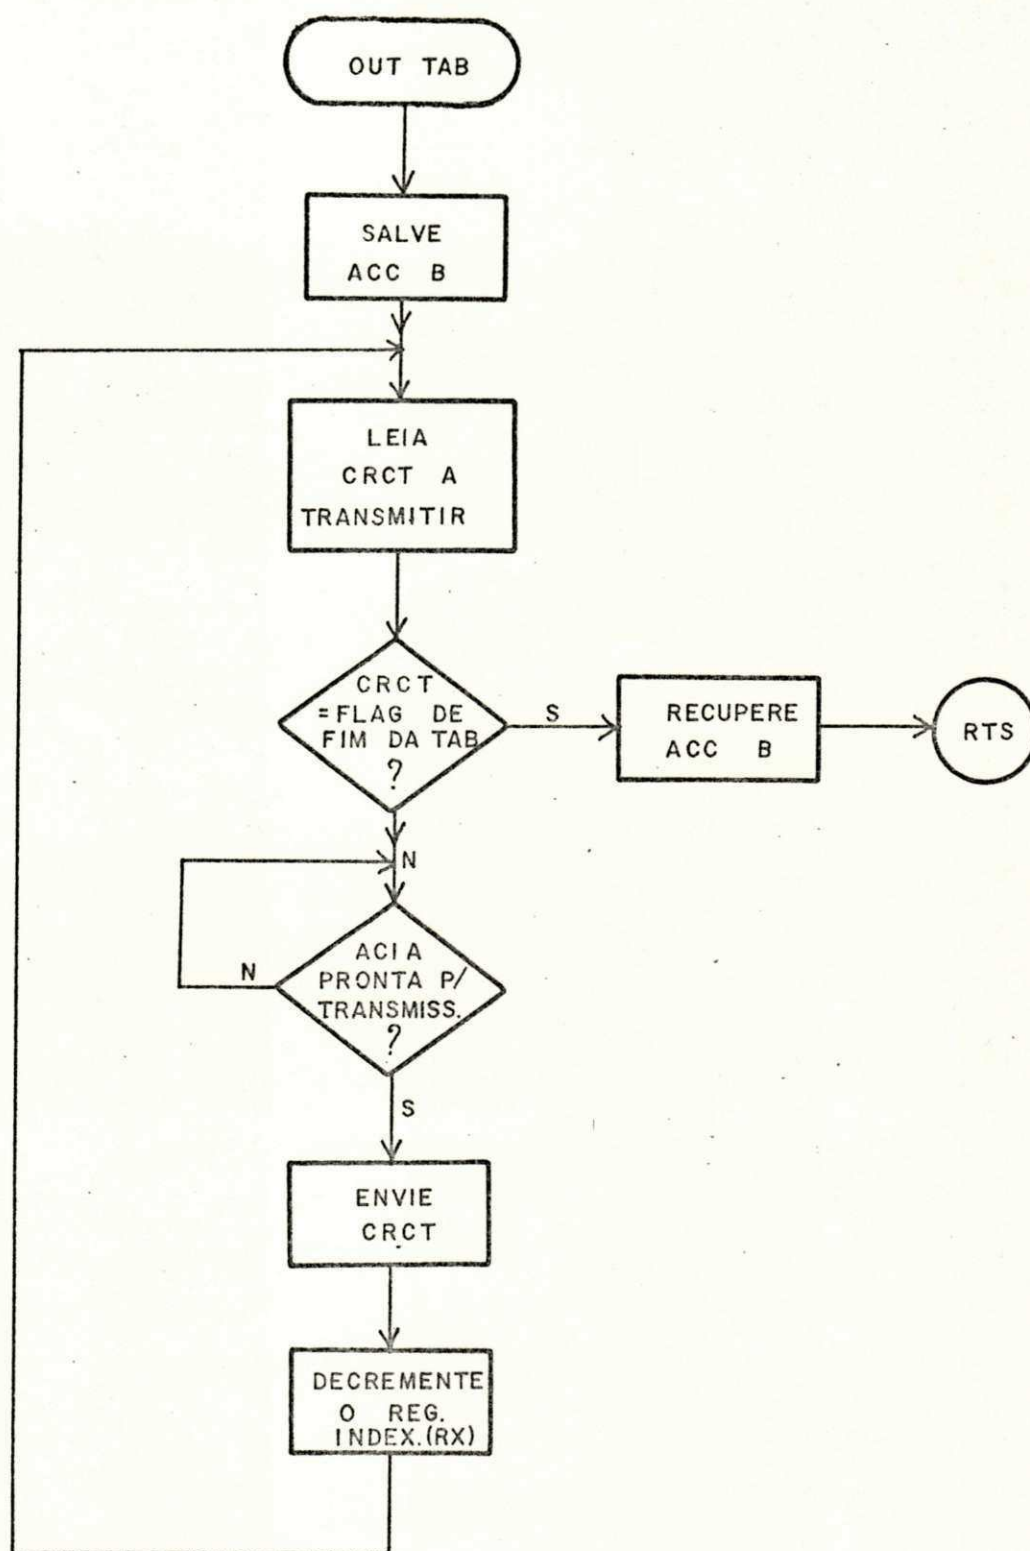 OUT TAB
SALVE
ACC B
LEIA
CRCT A
TRANSMITIR
CRCT
=FLAG DE
FIM DA TAB
?
S
RECUPERE
ACC B
RTS
N
ACIA
PRONTA P/
TRANSMISS.
?
N
S
ENVIE
CRCT
DECREMENTE
O REG.
INDEX.(RX)